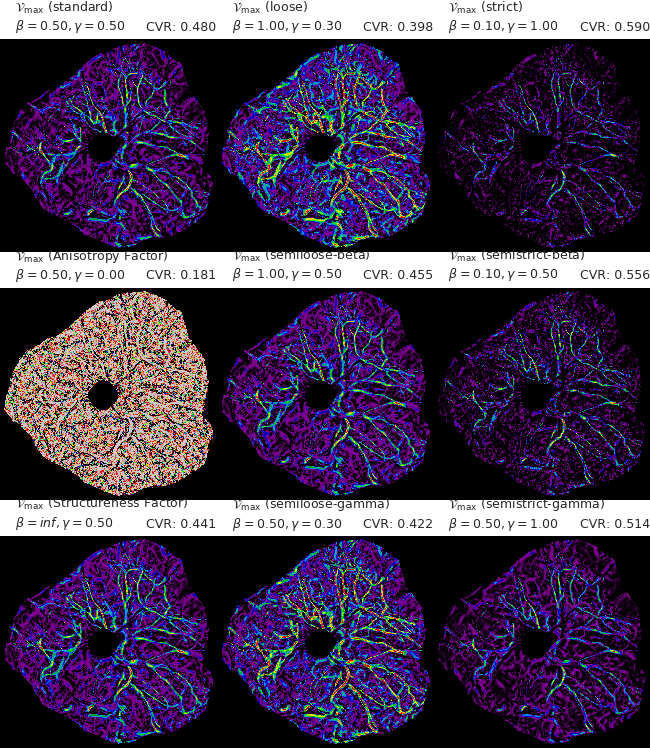 𝒱max (standard) 𝒱max (loose) 𝒱max (strict)
β = 0.50, γ = 0.50 CVR: 0.480 β = 1.00, γ = 0.30 CVR: 0.398 β = 0.10, γ = 1.00 CVR: 0.590
𝒱max (Anisotropy Factor) 𝒱max (semiloose-beta) 𝒱max (semistrict-beta)
β = 0.50, γ = 0.00 CVR: 0.181 β = 1.00, γ = 0.50 CVR: 0.455 β = 0.10, γ = 0.50 CVR: 0.556
𝒱max (Structureness Factor) 𝒱max (semiloose-gamma) 𝒱max (semistrict-gamma)
β = inf, γ = 0.50 CVR: 0.441 β = 0.50, γ = 0.30 CVR: 0.422 β = 0.50, γ = 1.00 CVR: 0.514